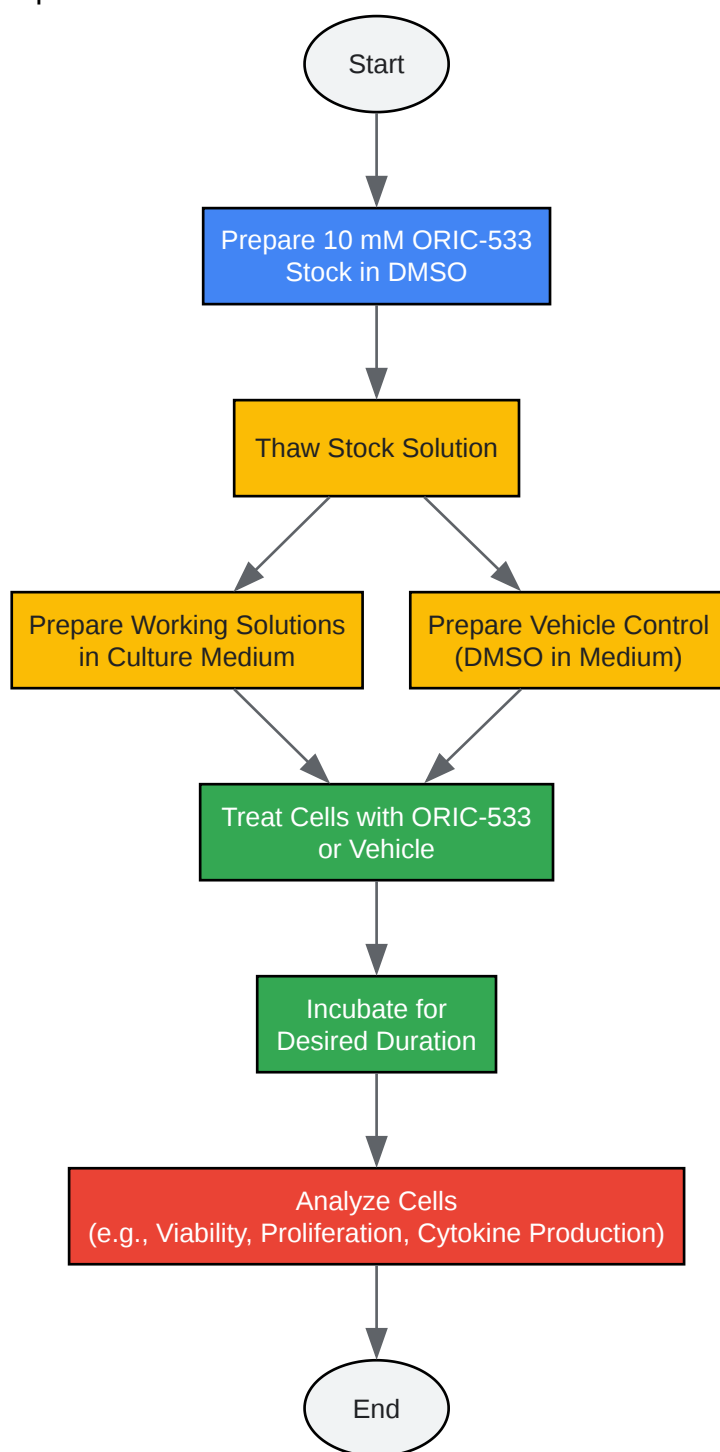 Start
Prepare 10 mM ORIC-533
Stock in DMSO
Thaw Stock Solution
Prepare Working Solutions
in Culture Medium
Prepare Vehicle Control
(DMSO in Medium)
Treat Cells with ORIC-533
or Vehicle
Incubate for
Desired Duration
Analyze Cells
(e.g., Viability, Proliferation, Cytokine Production)
End